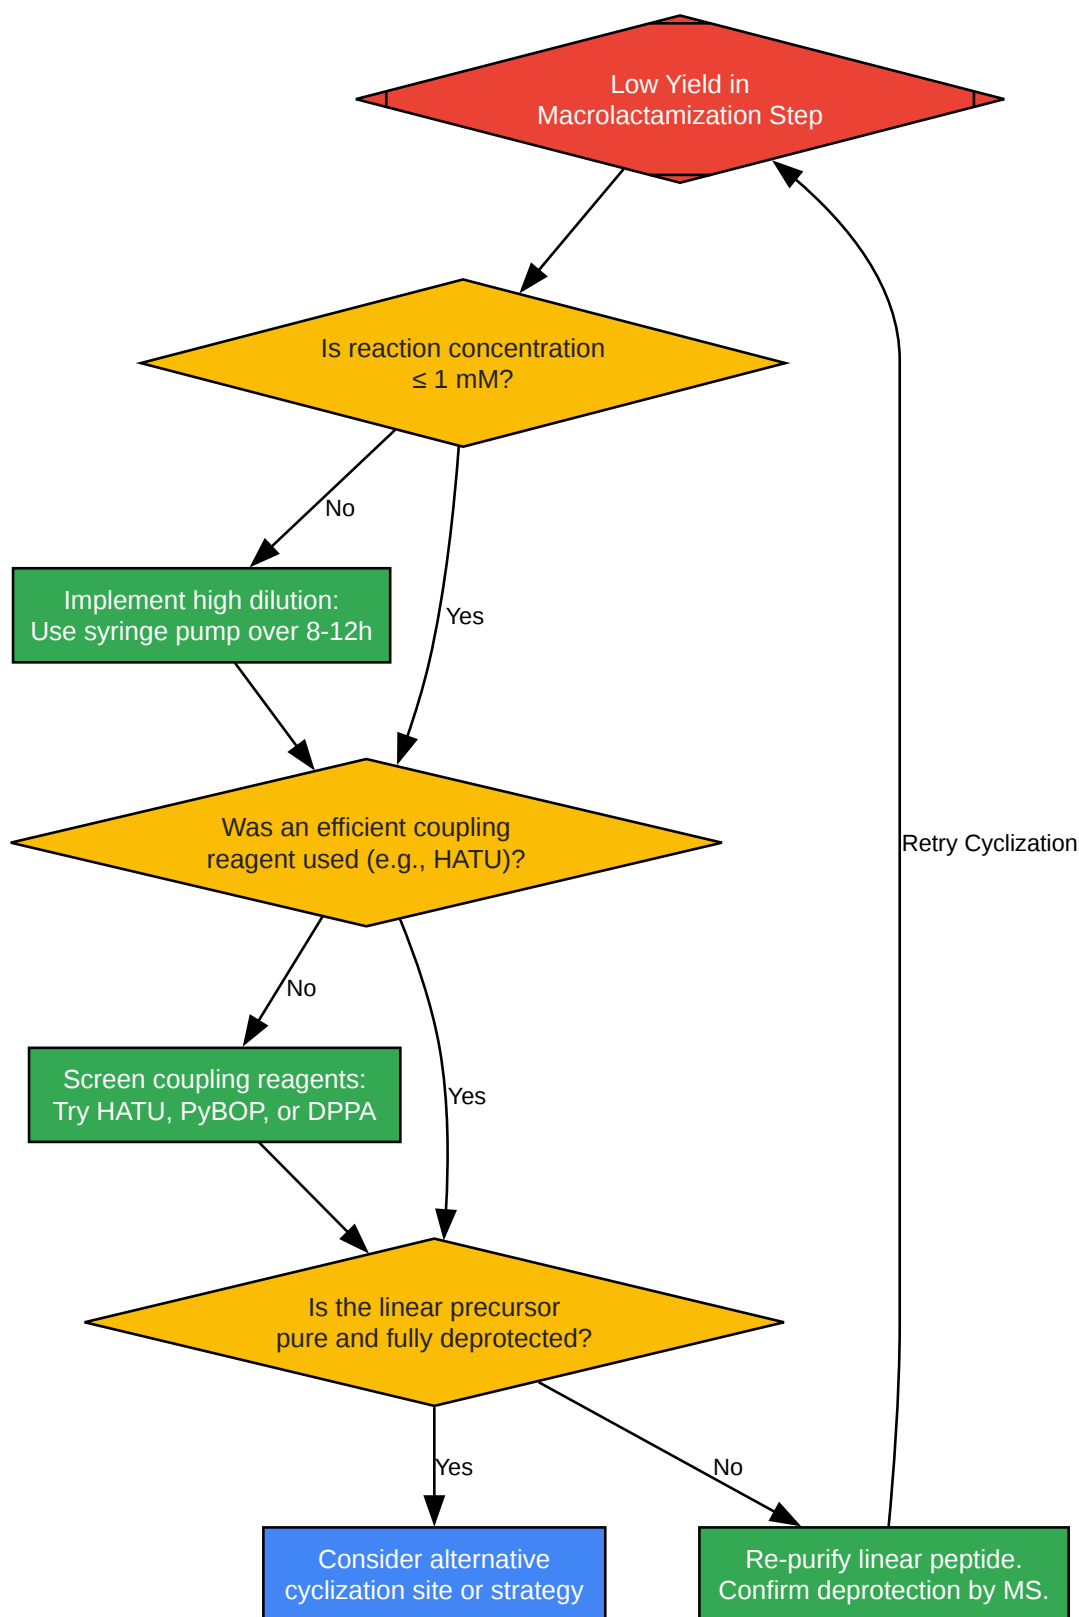 Low Yield in
Macrolactamization Step
Is reaction concentration
≤ 1 mM?
No
Implement high dilution:
Use syringe pump over 8-12h
Yes
Was an efficient coupling
reagent used (e.g., HATU)?
Retry Cyclization
No
Screen coupling reagents:
Try HATU, PyBOP, or DPPA
Yes
Is the linear precursor
pure and fully deprotected?
Yes
No
Consider alternative
cyclization site or strategy
Re-purify linear peptide.
Confirm deprotection by MS.